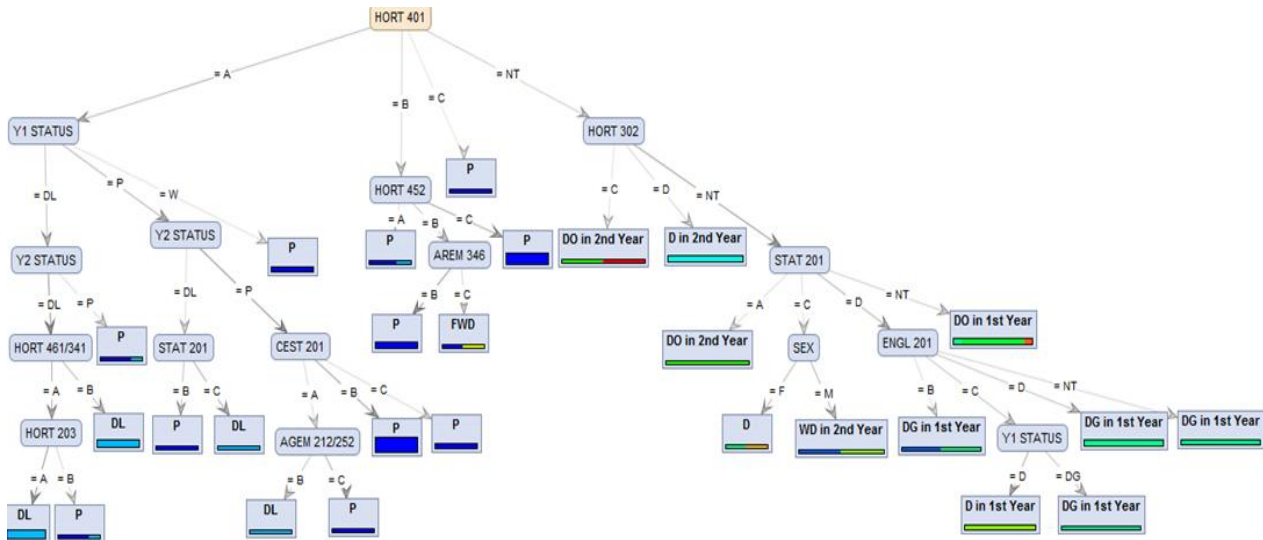 HORT 401
= A
= B
= C
= NT
Y1 STATUS
HORT 302
P
= DL
= P
= W
HORT 452
= C
= D
= NT
= A
= B
= C
Y2 STATUS
P
P
AREM 346
P
DO in 2nd Year
D in 2nd Year
STAT 201
Y2 STATUS
= DL
= P
= DL
= P
= B
= C
= A
= C
= D
= NT
HORT 461/341
P
STAT 201
CEST 201
P
FWD
DO in 2nd Year
SEX
ENGL 201
DO in 1st Year
= A
= B
= B
= C
= A
= B
= C
= F
= M
= B
= C
= D
= NT
HORT 203
DL
P
DL
AGEM 212/252
P
P
D
WD in 2nd Year
DG in 1st Year
Y1 STATUS
DG in 1st Year
DG in 1st Year
= A
= B
= B
= C
= D
= DG
DL
P
DL
P
D in 1st Year
DG in 1st Year